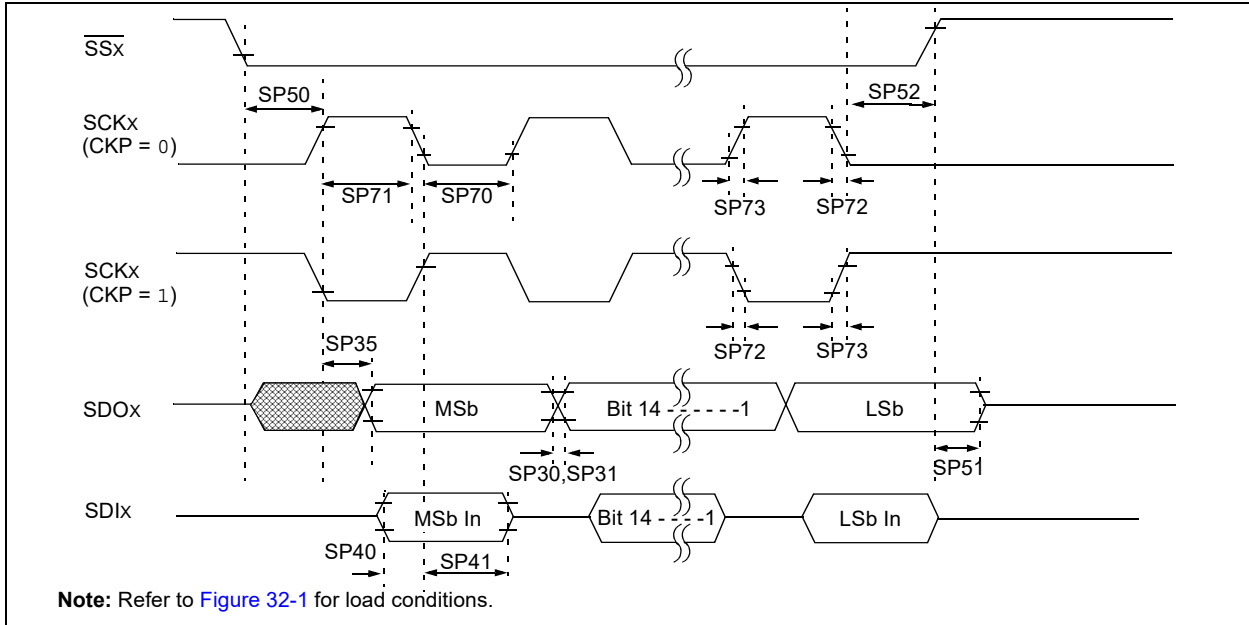 SSx
SP50
SP52
SCKx
(CKP = 0)
SP71
SP70
SP73
SP72
SCKx
(CKP = 1)
SP72
SP73
SP35
SDOx
MSb
Bit 14 - - - - - -1
LSb
SP30,SP31
SP51
SDIx
MSb In
Bit 14 - - - -1
LSb In
SP40
SP41
Note: Refer to Figure 32-1 for load conditions.